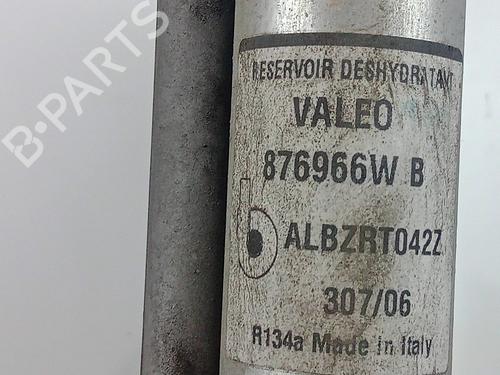 B-PARTS
RESERVOIR DESHYDRATANT
VALEO
876966W B
ALBZRT042Z
307/06
R134a Made in Italy